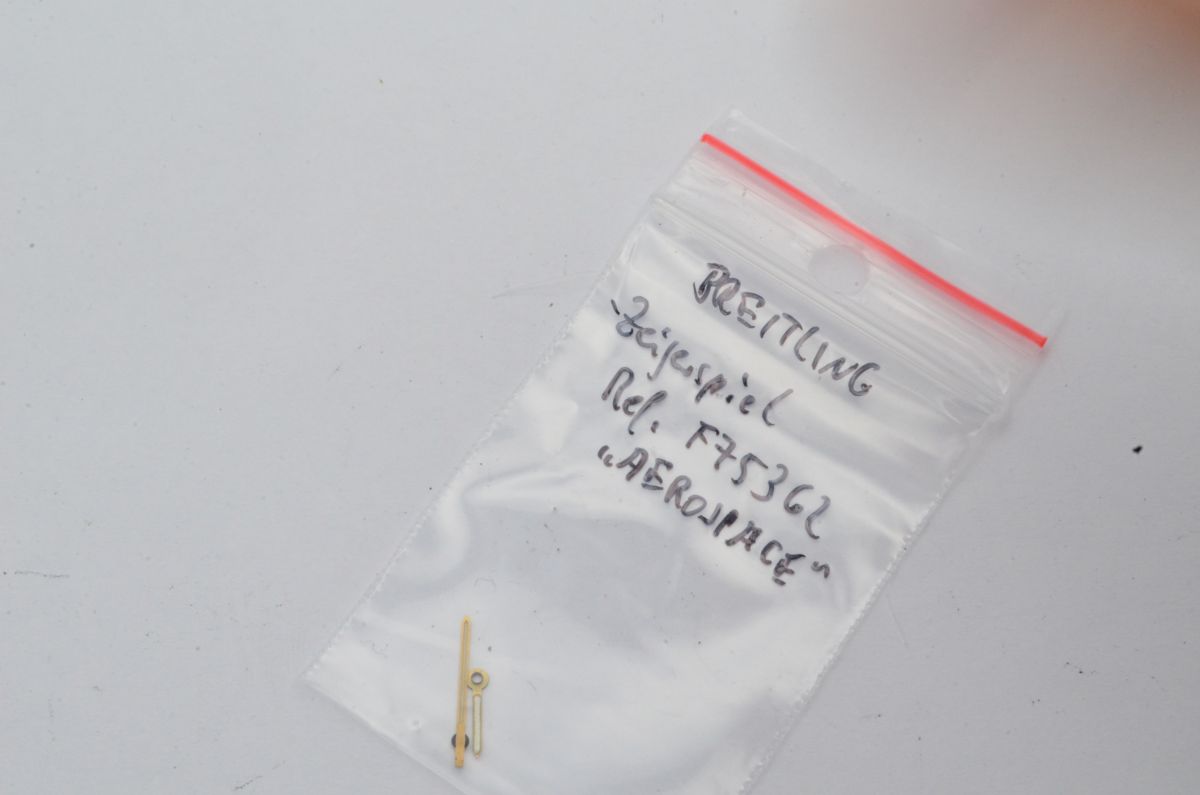 BREITLING
Zeigerspiel
Ref. F75362
"AEROSPACE"